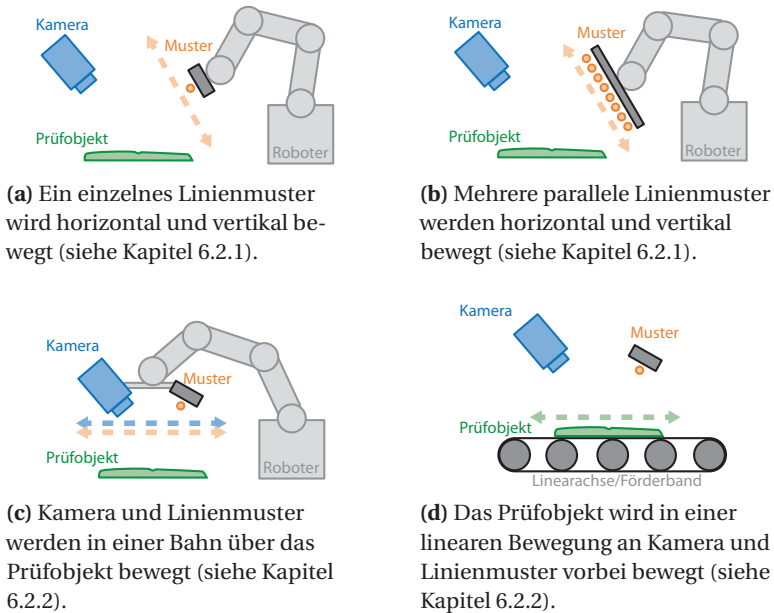 Kamera
Muster
Prüfobjekt
Roboter
(a) Ein einzelnes Linienmuster
wird horizontal und vertikal be-
wegt (siehe Kapitel 6.2.1).
Kamera
Muster
Prüfobjekt
Roboter
(b) Mehrere parallele Linienmuster
werden horizontal und vertikal
bewegt (siehe Kapitel 6.2.1).
Kamera
Muster
Prüfobjekt
Roboter
(c) Kamera und Linienmuster
werden in einer Bahn über das
Prüfobjekt bewegt (siehe Kapitel
6.2.2).
Kamera
Muster
Prüfobjekt
Linearachse/Förderband
(d) Das Prüfobjekt wird in einer
linearen Bewegung an Kamera und
Linienmuster vorbei bewegt (siehe
Kapitel 6.2.2).